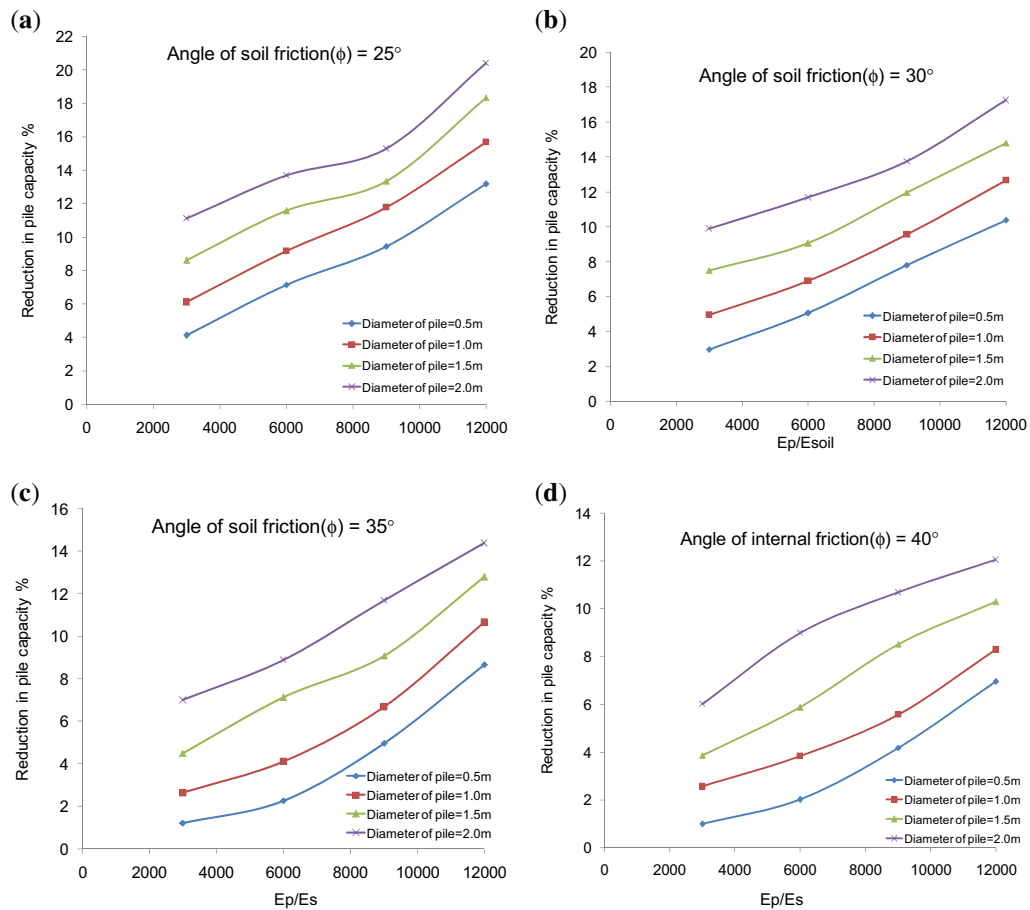 (a)
Angle of soil friction(ϕ) = 25°
Reduction in pile capacity %
22
20
18
16
14
12
10
8
6
4
2
0
Diameter of pile=0.5m
Diameter of pile=1.0m
Diameter of pile=1.5m
Diameter of pile=2.0m
0 2000 4000 6000 8000 10000 12000
(b)
Angle of soil friction(ϕ) = 30°
Reduction in pile capacity %
20
18
16
14
12
10
8
6
4
2
0
Diameter of pile=0.5m
Diameter of pile=1.0m
Diameter of pile=1.5m
Diameter of pile=2.0m
0 2000 4000 6000 8000 10000 12000
Ep/Esoil
(c)
Angle of soil friction(ϕ) = 35°
Reduction in pile capacity %
16
14
12
10
8
6
4
2
0
Diameter of pile=0.5m
Diameter of pile=1.0m
Diameter of pile=1.5m
Diameter of pile=2.0m
0 2000 4000 6000 8000 10000 12000
Ep/Es
(d)
Angle of internal friction(ϕ) = 40°
Reduction in pile capacity %
14
12
10
8
6
4
2
0
Diameter of pile=0.5m
Diameter of pile=1.0m
Diameter of pile=1.5m
Diameter of pile=2.0m
0 2000 4000 6000 8000 10000 12000
Ep/Es